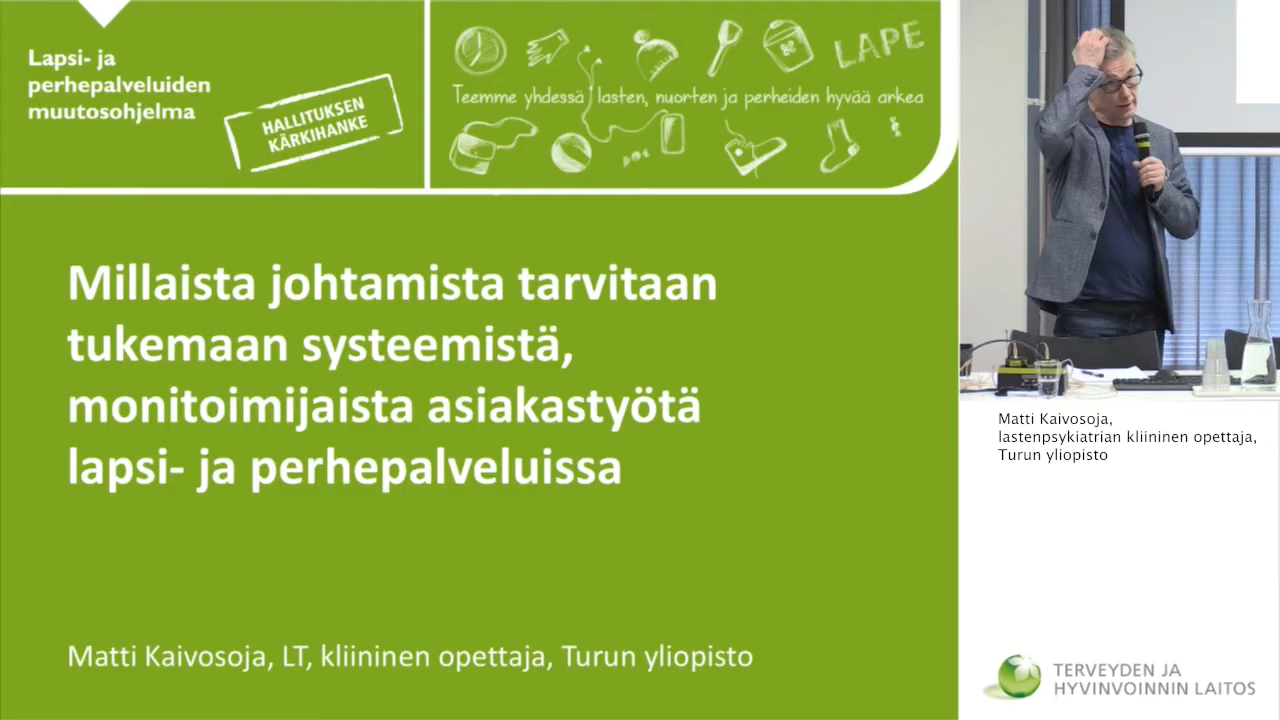 Lapsi- ja
perhepalveluiden
muutosohjelma
HALLITUKSEN
KÄRKIHANKE
LAPE
Teemme yhdessä lasten, nuorten ja perheiden hyvää arkea
Millaista johtamista tarvitaan
tukemaan systeemistä,
monitoimijaista asiakastyötä
lapsi- ja perhepalveluissa
Matti Kaivosoja, LT, kliininen opettaja, Turun yliopisto
Matti Kaivosoja,
lastenpsykiatrian kliininen opettaja,
Turun yliopisto
TERVEYDEN JA
HYVINVOINNIN LAITOS